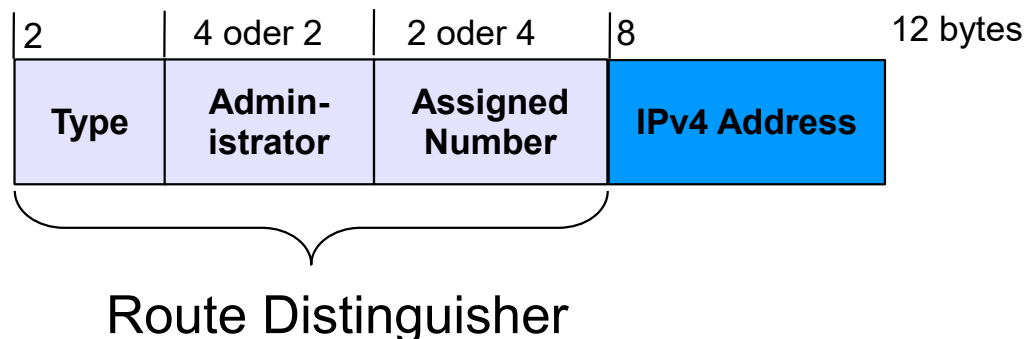 2 4 oder 2 2 oder 4 8 12 bytes
Type
Admin-
istrator
Assigned
Number
IPv4 Address
Route Distinguisher